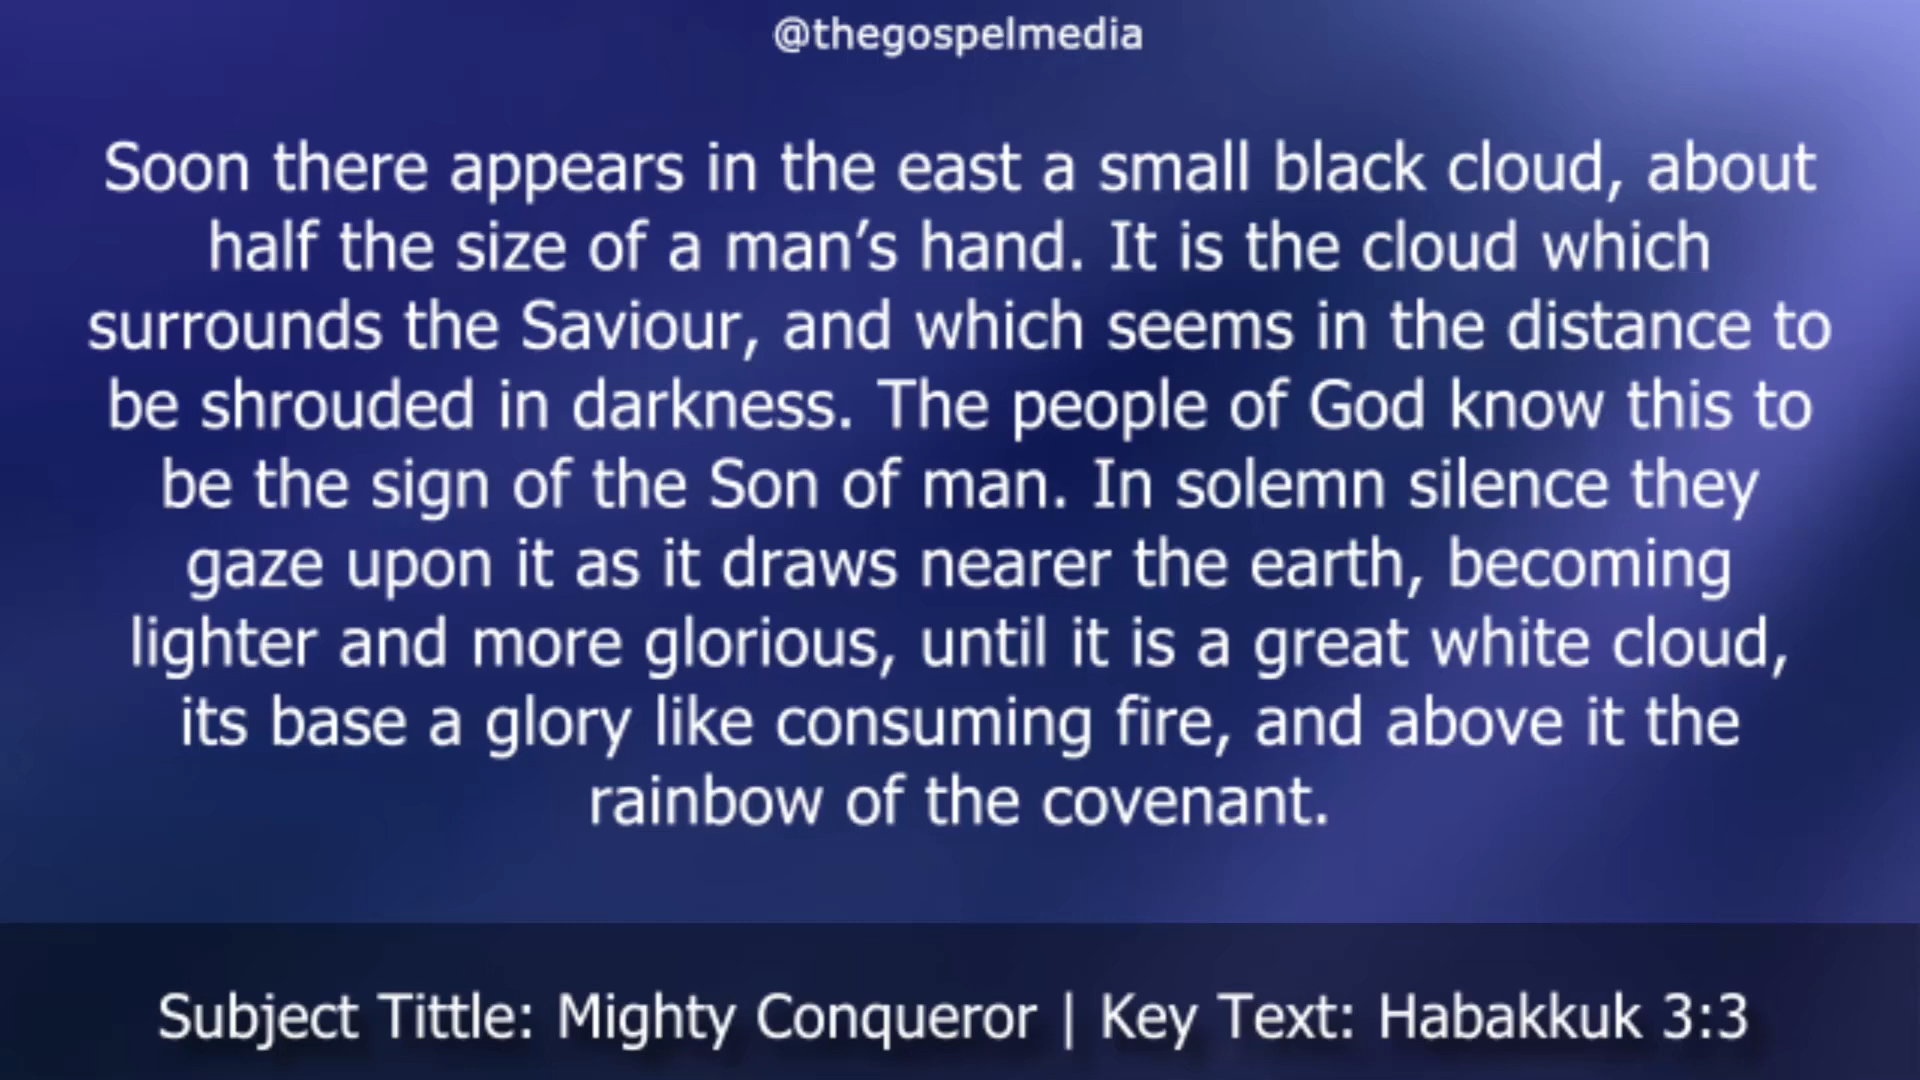 @thegospelmedia
Soon there appears in the east a small black cloud, about
half the size of a man’s hand. It is the cloud which
surrounds the Saviour, and which seems in the distance to
be shrouded in darkness. The people of God know this to
be the sign of the Son of man. In solemn silence they
gaze upon it as it draws nearer the earth, becoming
lighter and more glorious, until it is a great white cloud,
its base a glory like consuming fire, and above it the
rainbow of the covenant.
Subject Tittle: Mighty Conqueror | Key Text: Habakkuk 3:3